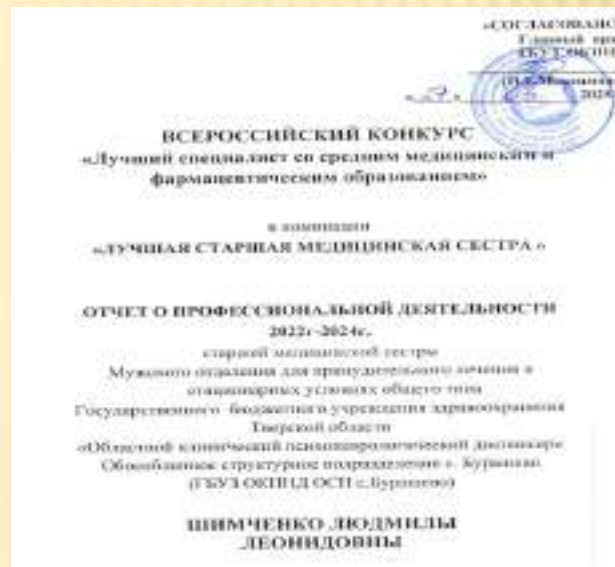 «СОГЛАСОВАНО
Главный
ВСЕРОССИЙСКИЙ КОНКУРС
«Лучший специалист со средним медицинским и
фармацевтическим образованием»
в номинации
«ЛУЧШАЯ СТАРШАЯ МЕДИЦИНСКАЯ СЕСТРА »
ОТЧЕТ О ПРОФЕССИОНАЛЬНОЙ ДЕЯТЕЛЬНОСТИ
2022г-2024г.
старшей медицинской сестры
Мужского отделения для принудительного лечения в
стационарных условиях общего типа
Государственного бюджетного учреждения здравоохранения
Тверской области
«Областной клинический психоневрологический диспансер»
Обособленное структурное подразделение с. Бурашево
(ГБУЗ ОКПНД ОСП с.Бурашево)
ШИМЧЕНКО ЛЮДМИЛЫ
ЛЕОНИДОВНЫ